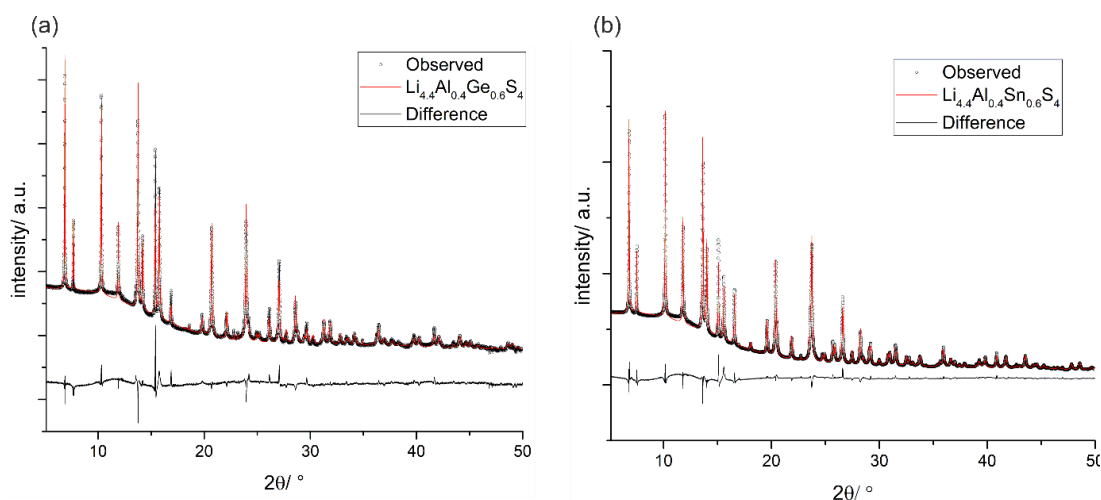 (a)
Observed
Li4.4Al0.4Ge0.6S4
Difference
intensity/ a.u.
10 20 30 40 50
2θ/ °
(b)
Observed
Li4.4Al0.4Sn0.6S4
Difference
intensity/ a.u.
10 20 30 40 50
2θ/ °